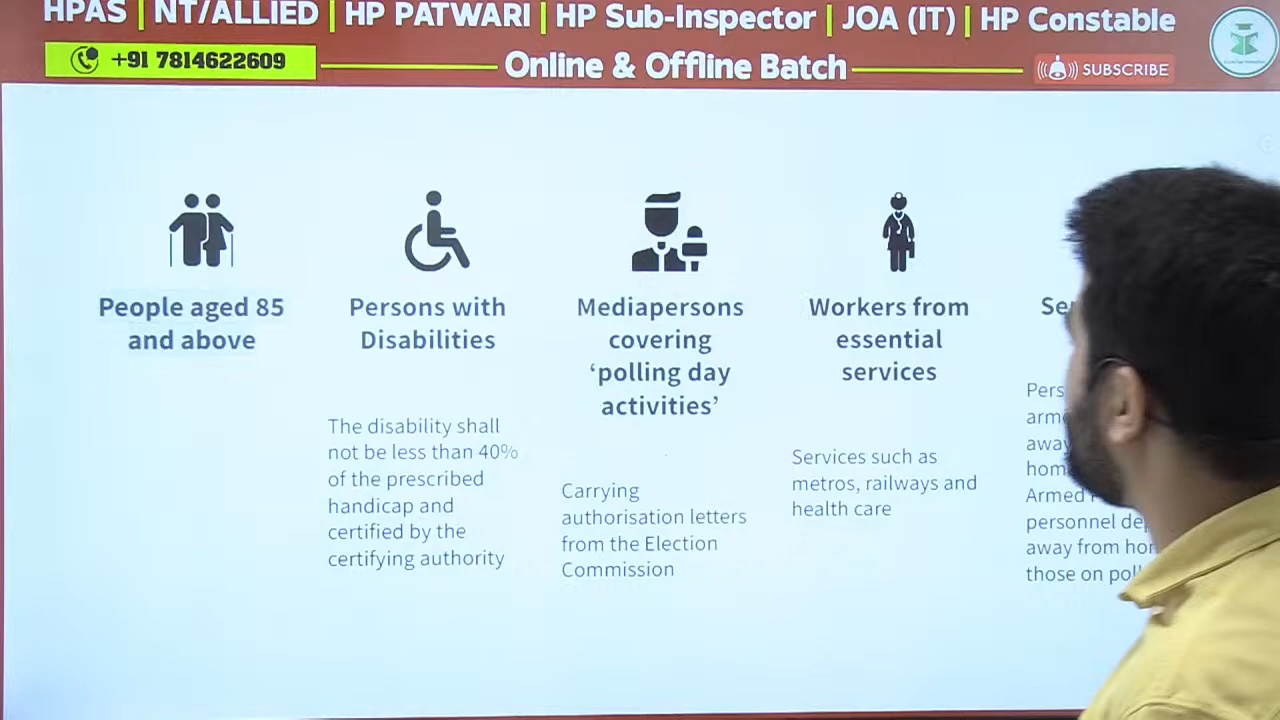 HPAS | NT/ALLIED | HP PATWARI | HP Sub-Inspector | JOA (IT) | HP Constable
+91 7814622609
Online & Offline Batch
SUBSCRIBE
People aged 85
and above
Persons with
Disabilities
The disability shall
not be less than 40%
of the prescribed
handicap and
certified by the
certifying authority
Mediapersons
covering
‘polling day
activities’
Carrying
authorisation letters
from the Election
Commission
Workers from
essential
services
Services such as
metros, railways and
health care
away
Armed
personnel
away from
those on